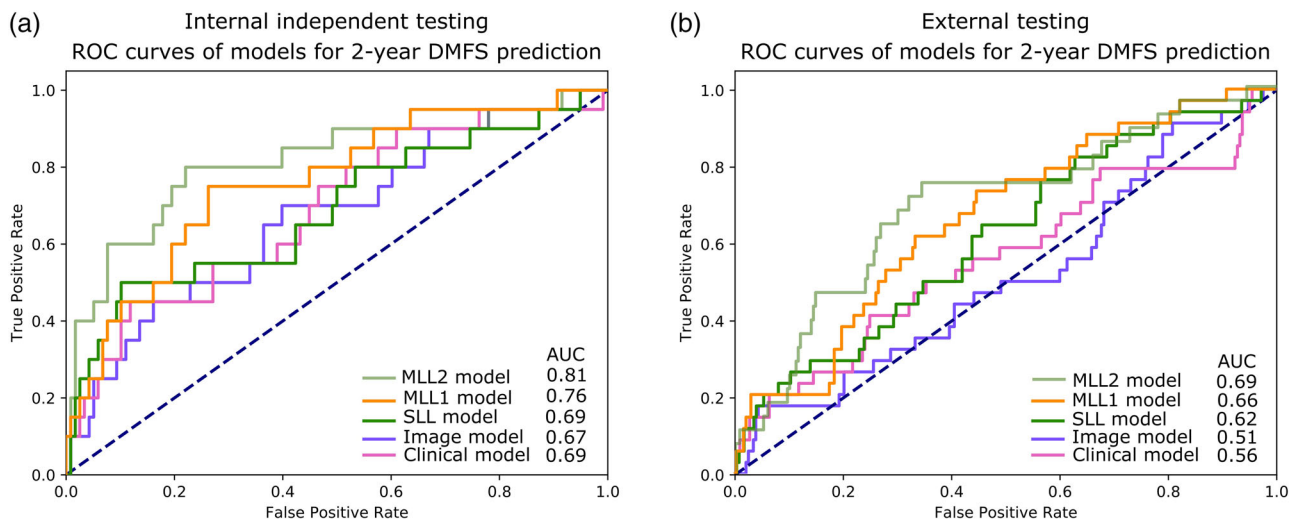 (a)
Internal independent testing
ROC curves of models for 2-year DMFS prediction
True Positive Rate
1.0
0.8
0.6
0.4
0.2
0.0
AUC
MLL2 model 0.81
MLL1 model 0.76
SLL model 0.69
Image model 0.67
Clinical model 0.69
0.0 0.2 0.4 0.6 0.8 1.0
False Positive Rate
(b)
External testing
ROC curves of models for 2-year DMFS prediction
True Positive Rate
1.0
0.8
0.6
0.4
0.2
0.0
AUC
MLL2 model 0.69
MLL1 model 0.66
SLL model 0.62
Image model 0.51
Clinical model 0.56
0.0 0.2 0.4 0.6 0.8 1.0
False Positive Rate